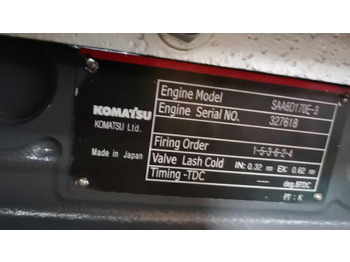 KOMATSU
KOMATSU Ltd.
Made in Japan
Engine Model SAA6D170E-3
Engine Serial NO. 327618
Firing Order 1-5-3-6-2-4
Valve Lash Cold IN: 0.32 mm EX: 0.62 mm
Timing -TDC — deg.BTDC
PT: K